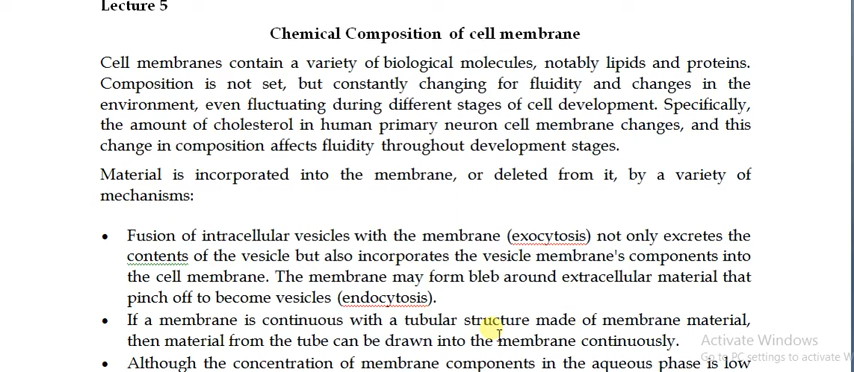 Lecture 5
Chemical Composition of cell membrane
Cell membranes contain a variety of biological molecules, notably lipids and proteins.
Composition is not set, but constantly changing for fluidity and changes in the
environment, even fluctuating during different stages of cell development. Specifically,
the amount of cholesterol in human primary neuron cell membrane changes, and this
change in composition affects fluidity throughout development stages.
Material is incorporated into the membrane, or deleted from it, by a variety of
mechanisms:
• Fusion of intracellular vesicles with the membrane (exocytosis) not only excretes the
contents of the vesicle but also incorporates the vesicle membrane's components into
the cell membrane. The membrane may form bleb around extracellular material that
pinch off to become vesicles (endocytosis).
• If a membrane is continuous with a tubular structure made of membrane material,
then material from the tube can be drawn into the membrane continuously.
• Although the concentration of membrane components in the aqueous phase is low
Activate Windows
Go to PC settings to activate W